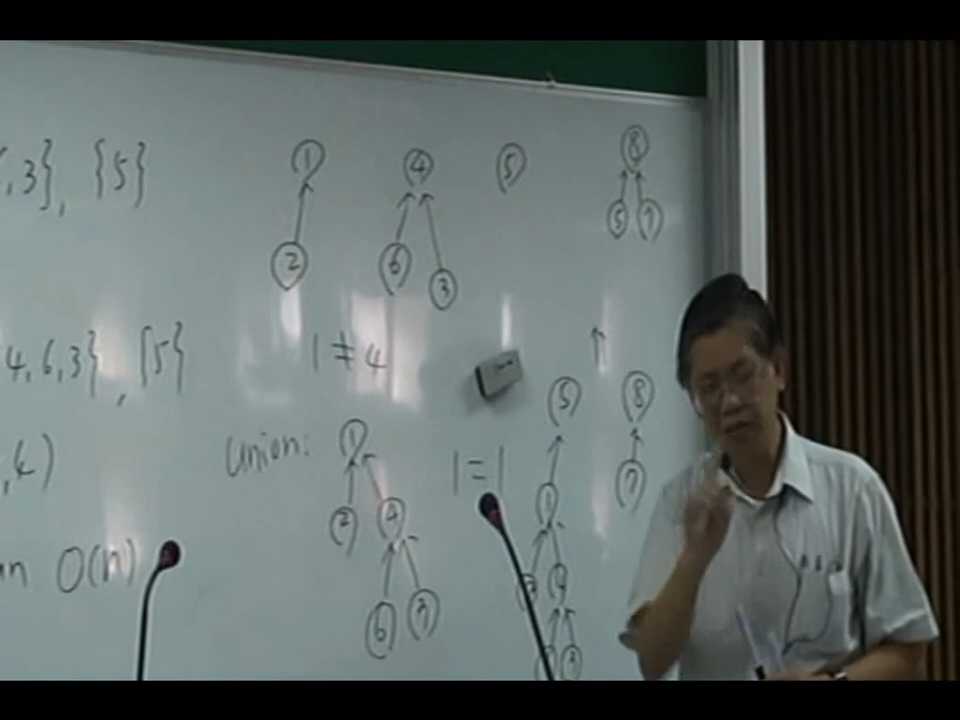 ,3}, {5}
1 4 5 8
2 6 3 5 7
4,6,3}, {5}
1 ≠ 4
5 8
,4)
union: 1
1 = 1
7
2 4 1
O(n)
6 3